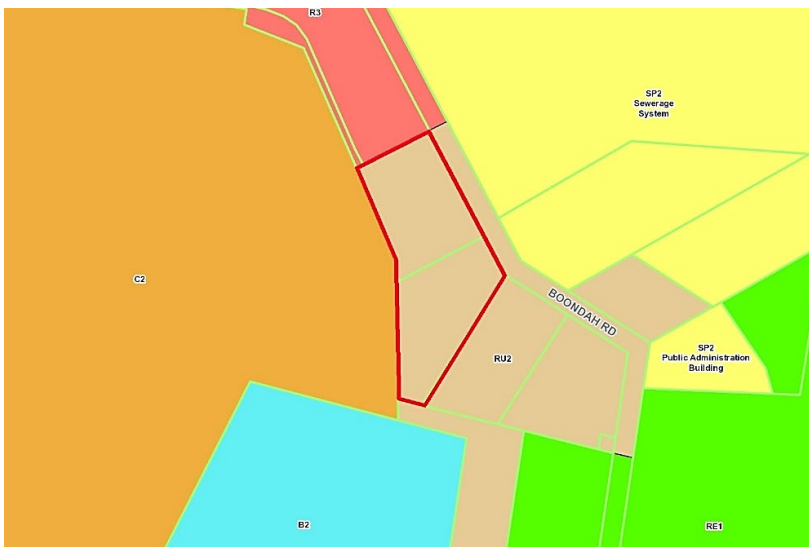 R3
SP2
Sewerage
System
C2
BOONDAH RD
RU2
SP2
Public Administration
Building
B2
RE1